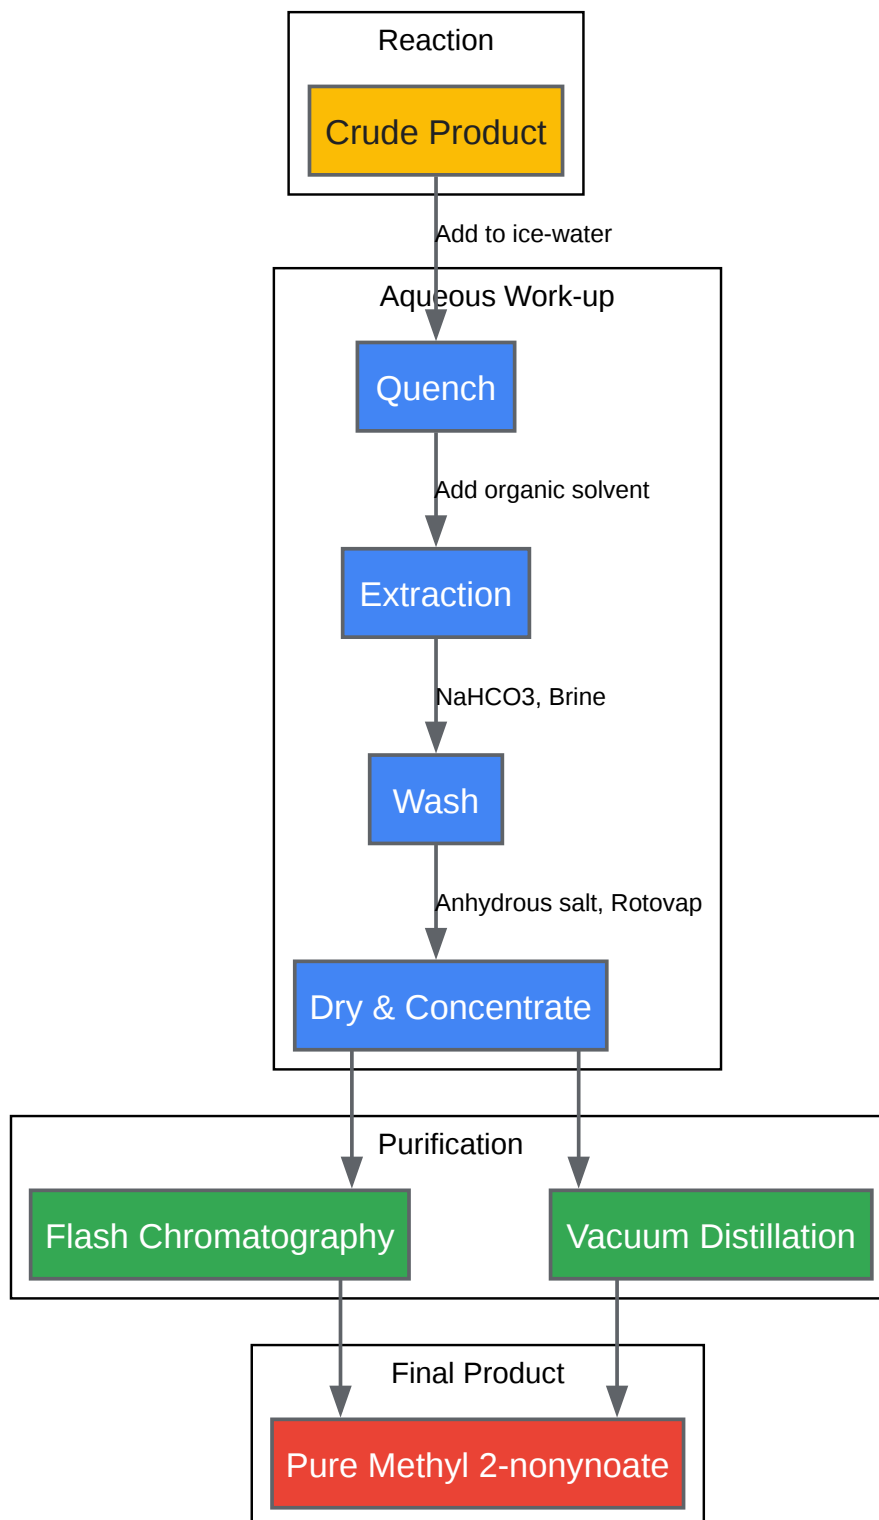 Reaction
Crude Product
Add to ice-water
Aqueous Work-up
Quench
Add organic solvent
Extraction
NaHCO3, Brine
Wash
Anhydrous salt, Rotovap
Dry & Concentrate
Purification
Flash Chromatography
Vacuum Distillation
Final Product
Pure Methyl 2-nonynoate